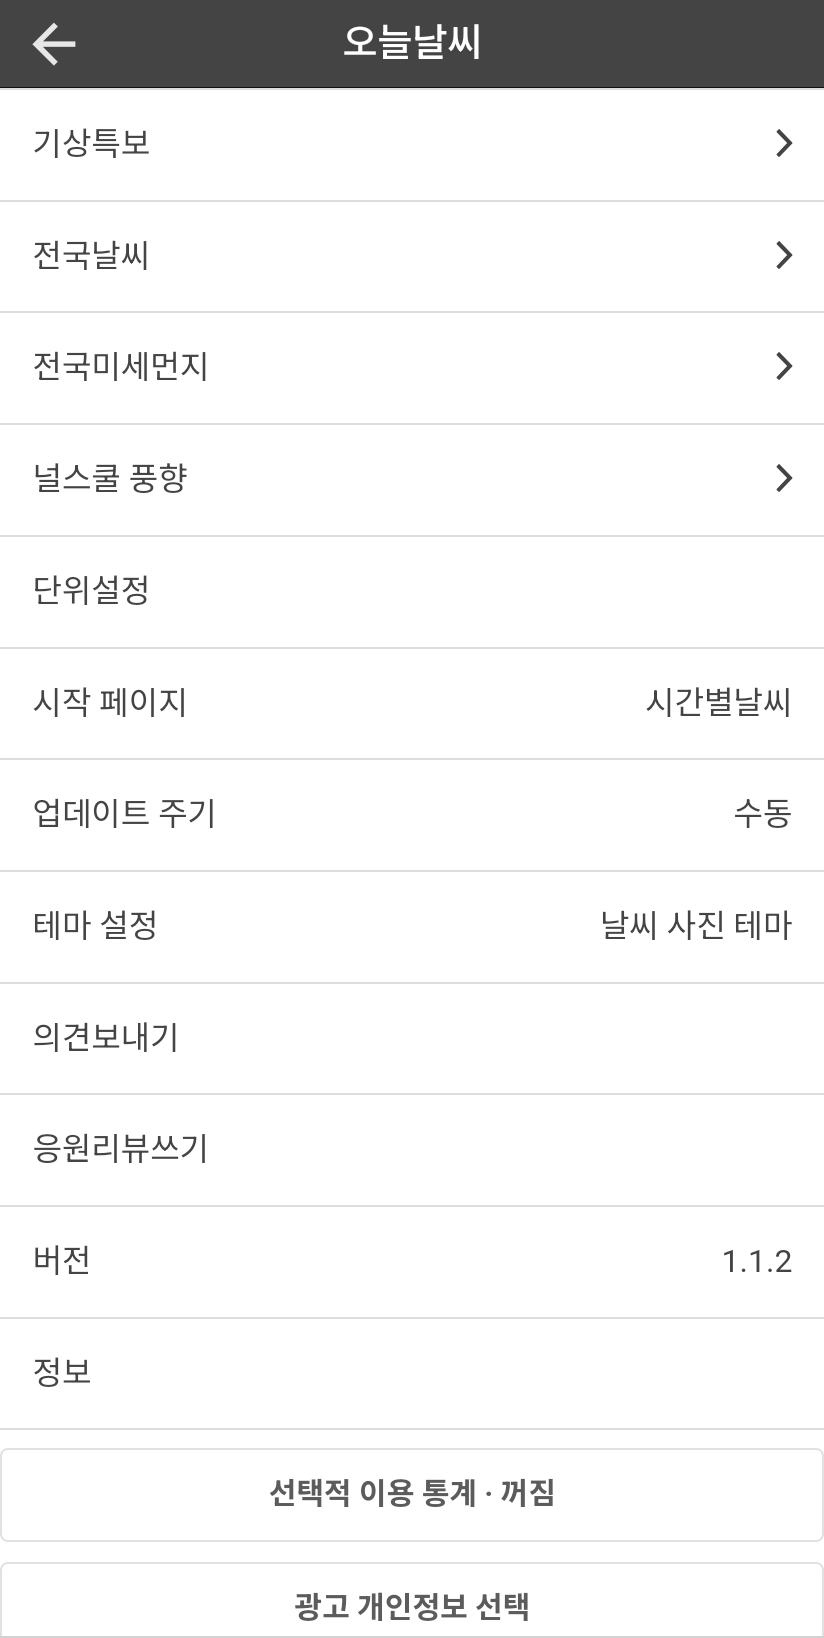 오늘날씨
기상특보
전국날씨
전국미세먼지
널스쿨 풍향
단위설정
시작 페이지 시간별날씨
업데이트 주기 수동
테마 설정 날씨 사진 테마
의견보내기
응원리뷰쓰기
버전 1.1.2
정보
선택적 이용 통계 · 꺼짐
광고 개인정보 선택